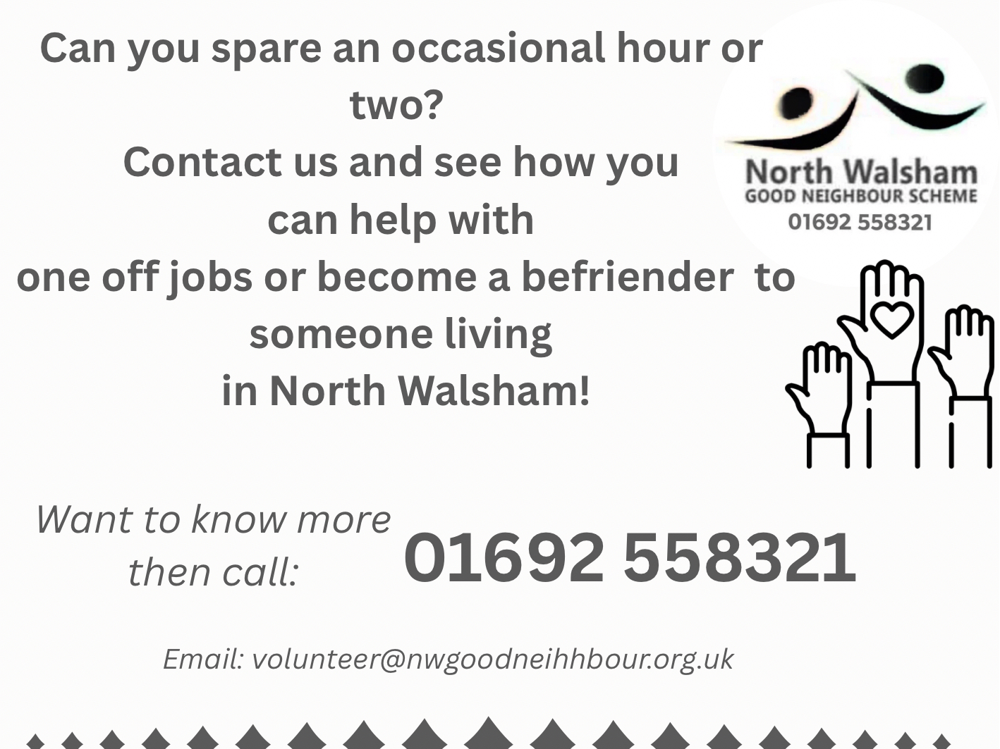 Can you spare an occasional hour or
two?
Contact us and see how you
can help with
one off jobs or become a befriender  to
someone living
in North Walsham!
North Walsham
GOOD NEIGHBOUR SCHEME
01692 558321
Want to know more
then call:
01692 558321
Email: volunteer@nwgoodneihhbour.org.uk